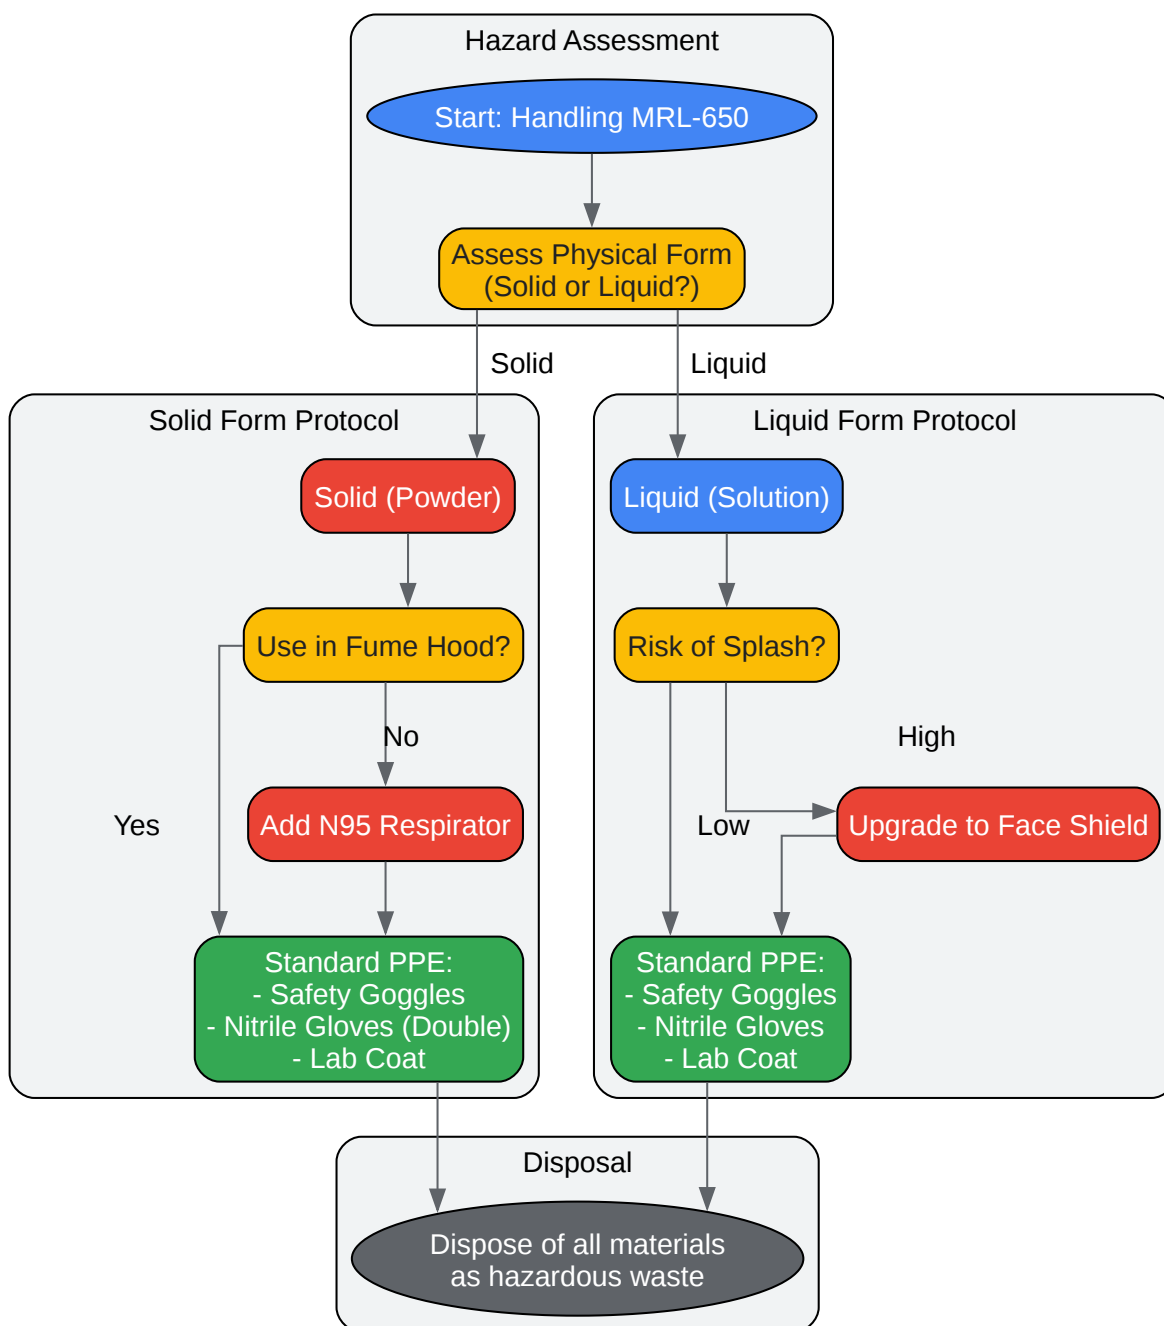 Hazard Assessment
Start: Handling MRL-650
Assess Physical Form
(Solid or Liquid?)
Solid
Liquid
Solid Form Protocol
Solid (Powder)
Use in Fume Hood?
No
Yes
Add N95 Respirator
Standard PPE:
- Safety Goggles
- Nitrile Gloves (Double)
- Lab Coat
Liquid Form Protocol
Liquid (Solution)
Risk of Splash?
High
Low
Upgrade to Face Shield
Standard PPE:
- Safety Goggles
- Nitrile Gloves
- Lab Coat
Disposal
Dispose of all materials
as hazardous waste